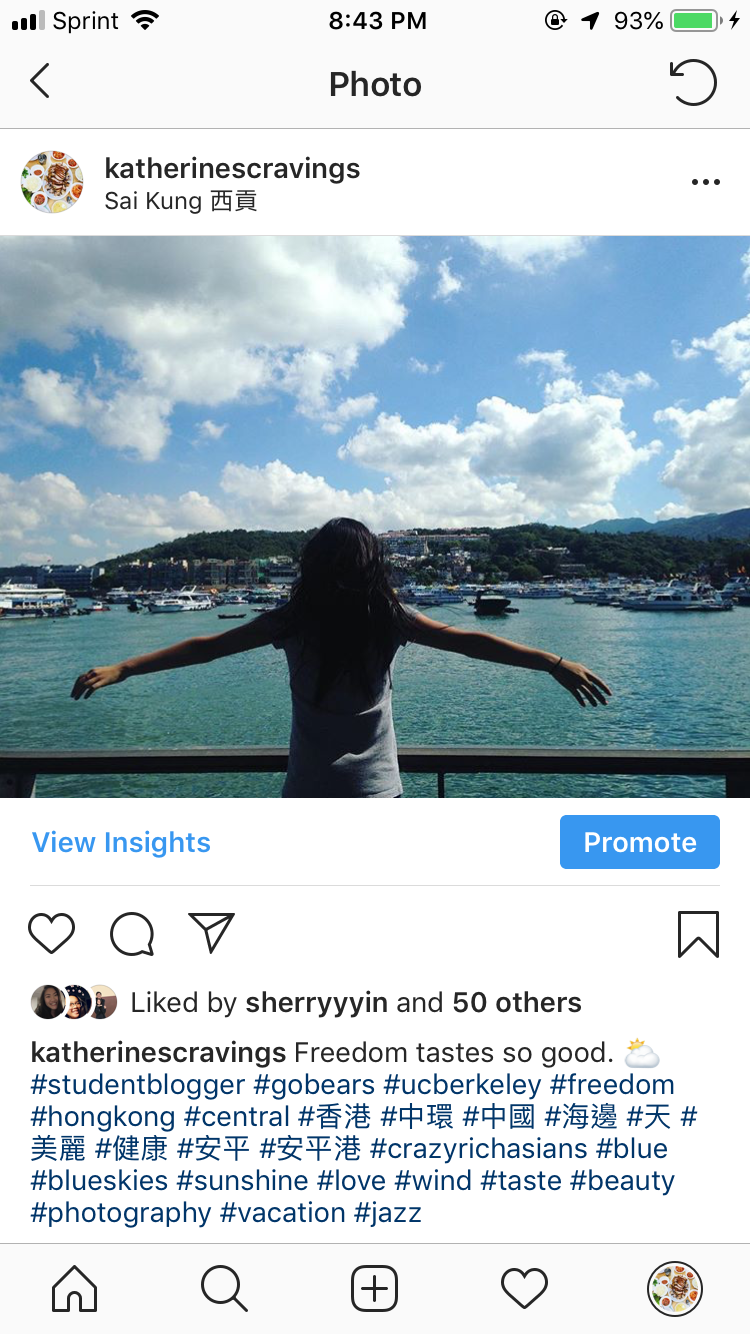 Sprint 8:43 PM 93%
Photo
katherinescravings
Sai Kung 西貢
View Insights Promote
Liked by sherryyyin and 50 others
katherinescravings Freedom tastes so good. 🌥
#studentblogger #gobears #ucberkeley #freedom
#hongkong #central #香港 #中環 #中國 #海邊 #天 #
美麗 #健康 #安平 #安平港 #crazyrichasians #blue
#blueskies #sunshine #love #wind #taste #beauty
#photography #vacation #jazz